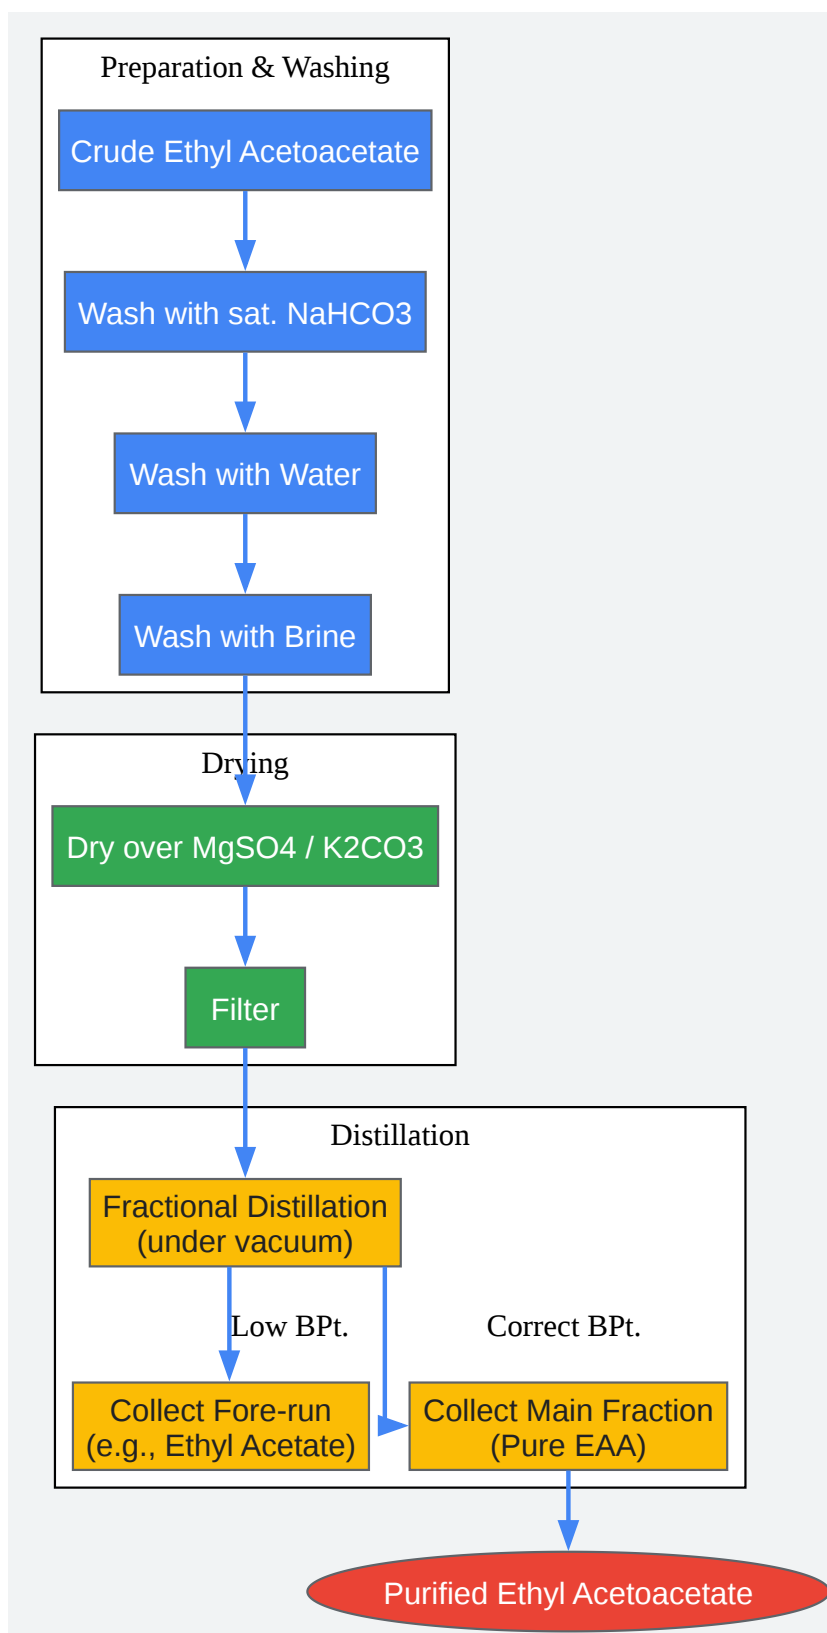 Preparation & Washing
Crude Ethyl Acetoacetate
Wash with sat. NaHCO3
Wash with Water
Wash with Brine
Drying
Dry over MgSO4 / K2CO3
Filter
Distillation
Fractional Distillation
(under vacuum)
Low BPt.
Correct BPt.
Collect Fore-run
(e.g., Ethyl Acetate)
Collect Main Fraction
(Pure EAA)
Purified Ethyl Acetoacetate